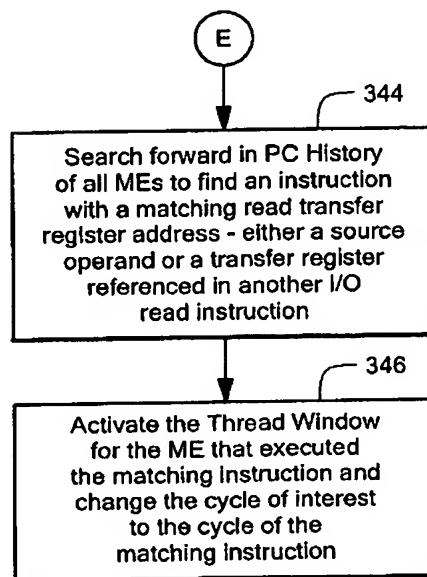 E
344
Search forward in PC History
of all MEs to find an instruction
with a matching read transfer
register address - either a source
operand or a transfer register
referenced in another I/O
read instruction
346
Activate the Thread Window
for the ME that executed
the matching instruction and
change the cycle of interest
to the cycle of the
matching instruction